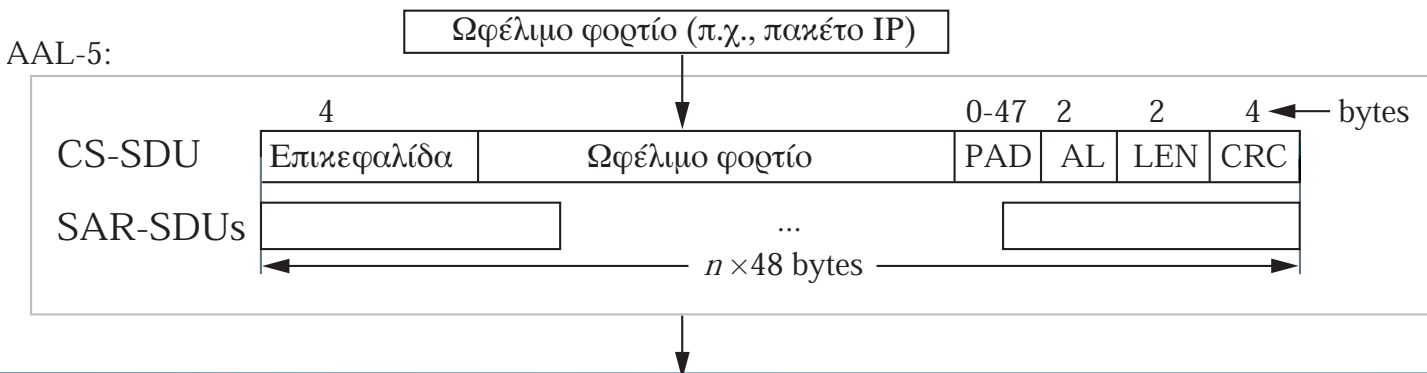 Ωφέλιμο φορτίο (π.χ., πακέτο IP)
AAL-5:
4 0-47 2 2 4 bytes
CS-SDU Επικεφαλίδα Ωφέλιμο φορτίο PAD AL LEN CRC
SAR-SDUs ...
n ×48 bytes